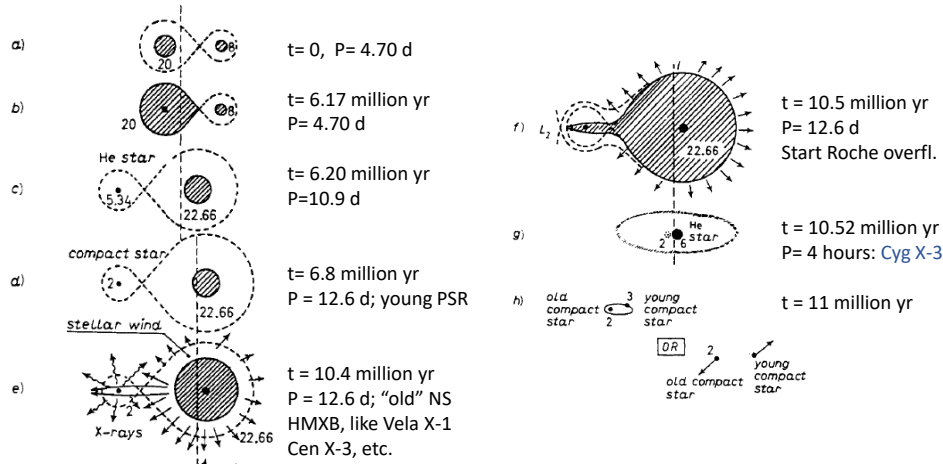 a)
20
8
t= 0, P= 4.70 d
b)
20
8
t= 6.17 million yr
P= 4.70 d
c)
He star
5.34
22.66
t= 6.20 million yr
P=10.9 d
d)
compact star
2
22.66
t= 6.8 million yr
P = 12.6 d; young PSR
e)
stellar wind
2
X-rays
22.66
t = 10.4 million yr
P = 12.6 d; “old” NS
HMXB, like Vela X-1
Cen X-3, etc.
f)
L2
22.66
t = 10.5 million yr
P= 12.6 d
Start Roche overfl.
g)
He
star
2 6
t = 10.52 million yr
P= 4 hours: Cyg X-3
h)
old
compact
star
2
3
young
compact
star
t = 11 million yr
OR
2
old compact
star
young
compact
star